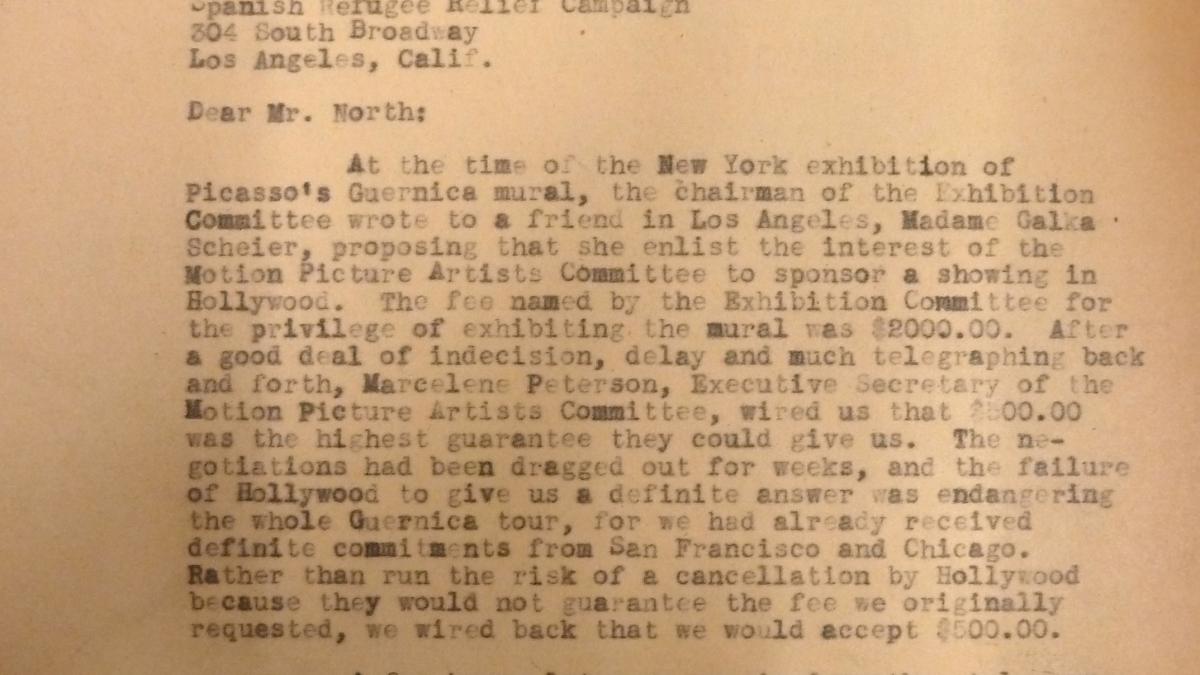 Spanish Refugee Relief Campaign
304 South Broadway
Los Angeles, Calif.
Dear Mr. North:
At the time of the New York exhibition of
Picasso's Guernica mural, the chairman of the Exhibition
Committee wrote to a friend in Los Angeles, Madame Galka
Scheier, proposing that she enlist the interest of the
Motion Picture Artists Committee to sponsor a showing in
Hollywood. The fee named by the Exhibition Committee for
the privilege of exhibiting the mural was $2000.00. After
a good deal of indecision, delay and much telegraphing back
and forth, Marcelene Peterson, Executive Secretary of the
Motion Picture Artists Committee, wired us that $500.00
was the highest guarantee they could give us. The ne-
gotiations had been dragged out for weeks, and the failure
of Hollywood to give us a definite answer was endangering
the whole Guernica tour, for we had already received
definite commitments from San Francisco and Chicago.
Rather than run the risk of a cancellation by Hollywood
because they would not guarantee the fee we originally
requested, we wired back that we would accept $500.00.